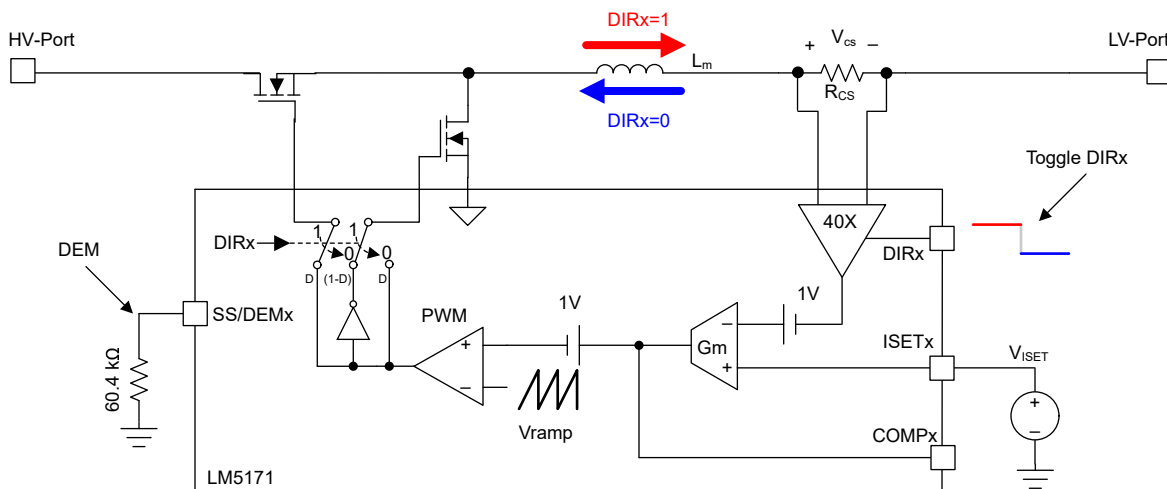 DIRx=1
HV-Port
+ Vcs −
LV-Port
Lm
RCS
DIRx=0
Toggle DIRx
40X
DIRx
1 1
DIRx
0 0
DEM
D (1-D) D
1V
1V
SS/DEMx
PWM
−
ISETx
+
Gm
VISET
+
60.4 kΩ
−
+
Vramp
−
COMPx
LM5171